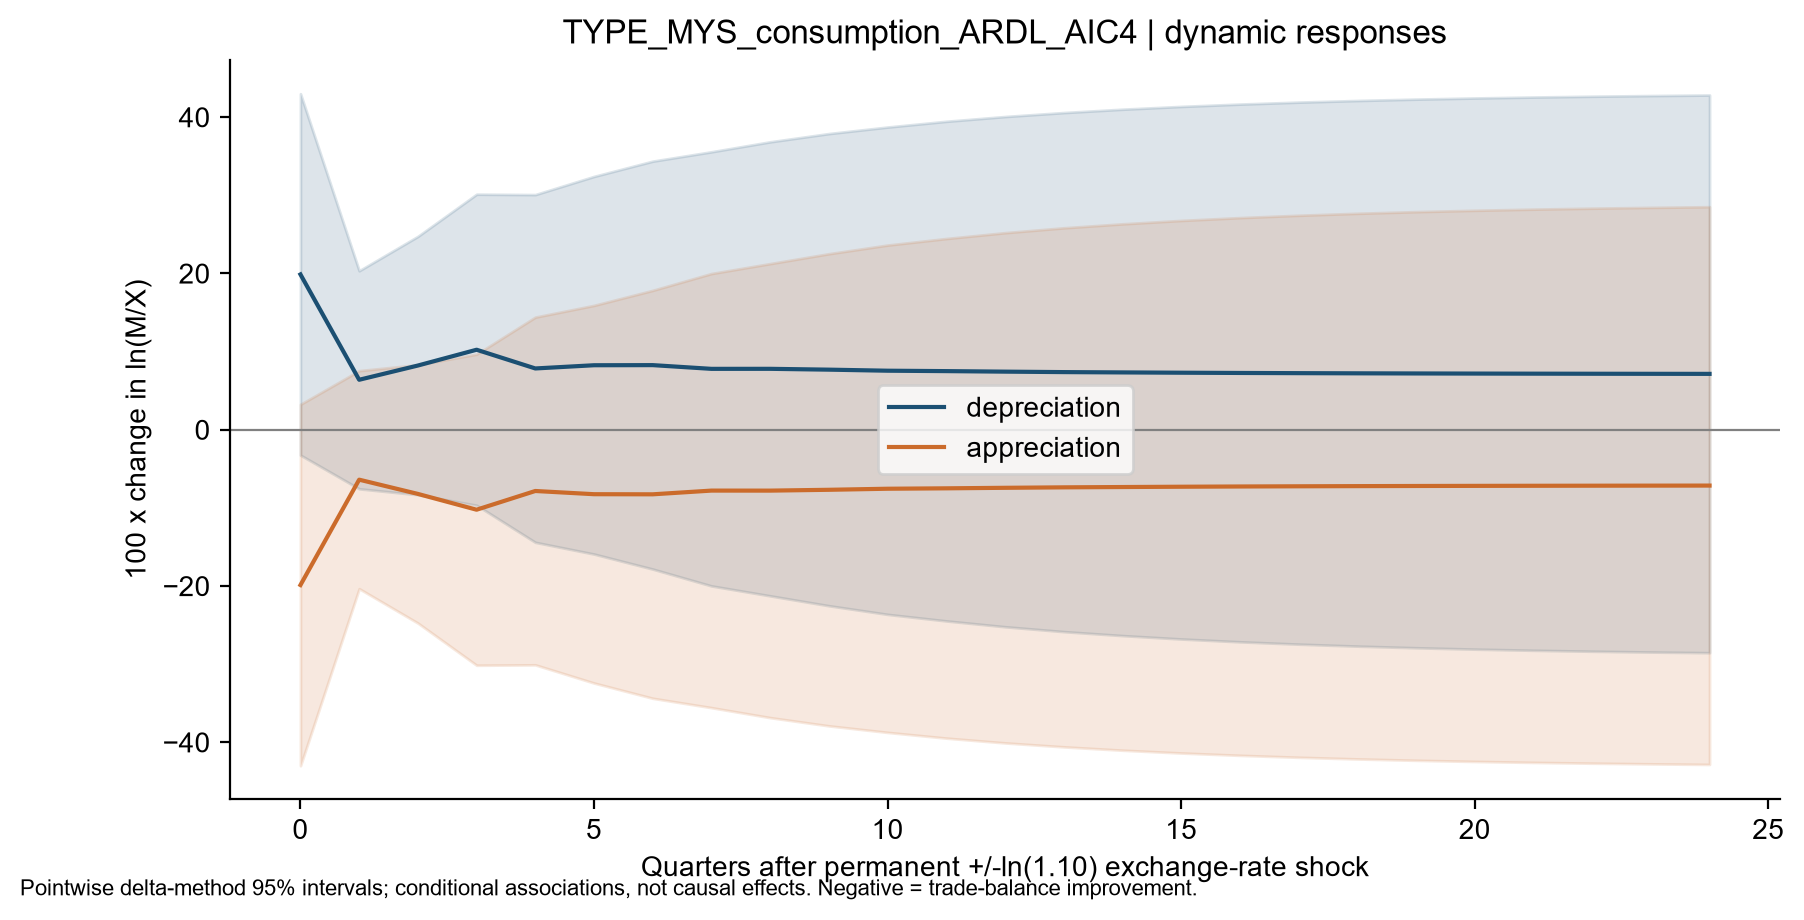 TYPE_MYS_consumption_ARDL_AIC4 | dynamic responses
100 x change in ln(M/X)
40
20
0
−20
−40
depreciation
appreciation
0 5 10 15 20 25
Quarters after permanent +/-ln(1.10) exchange-rate shock
Pointwise delta-method 95% intervals; conditional associations, not causal effects. Negative = trade-balance improvement.